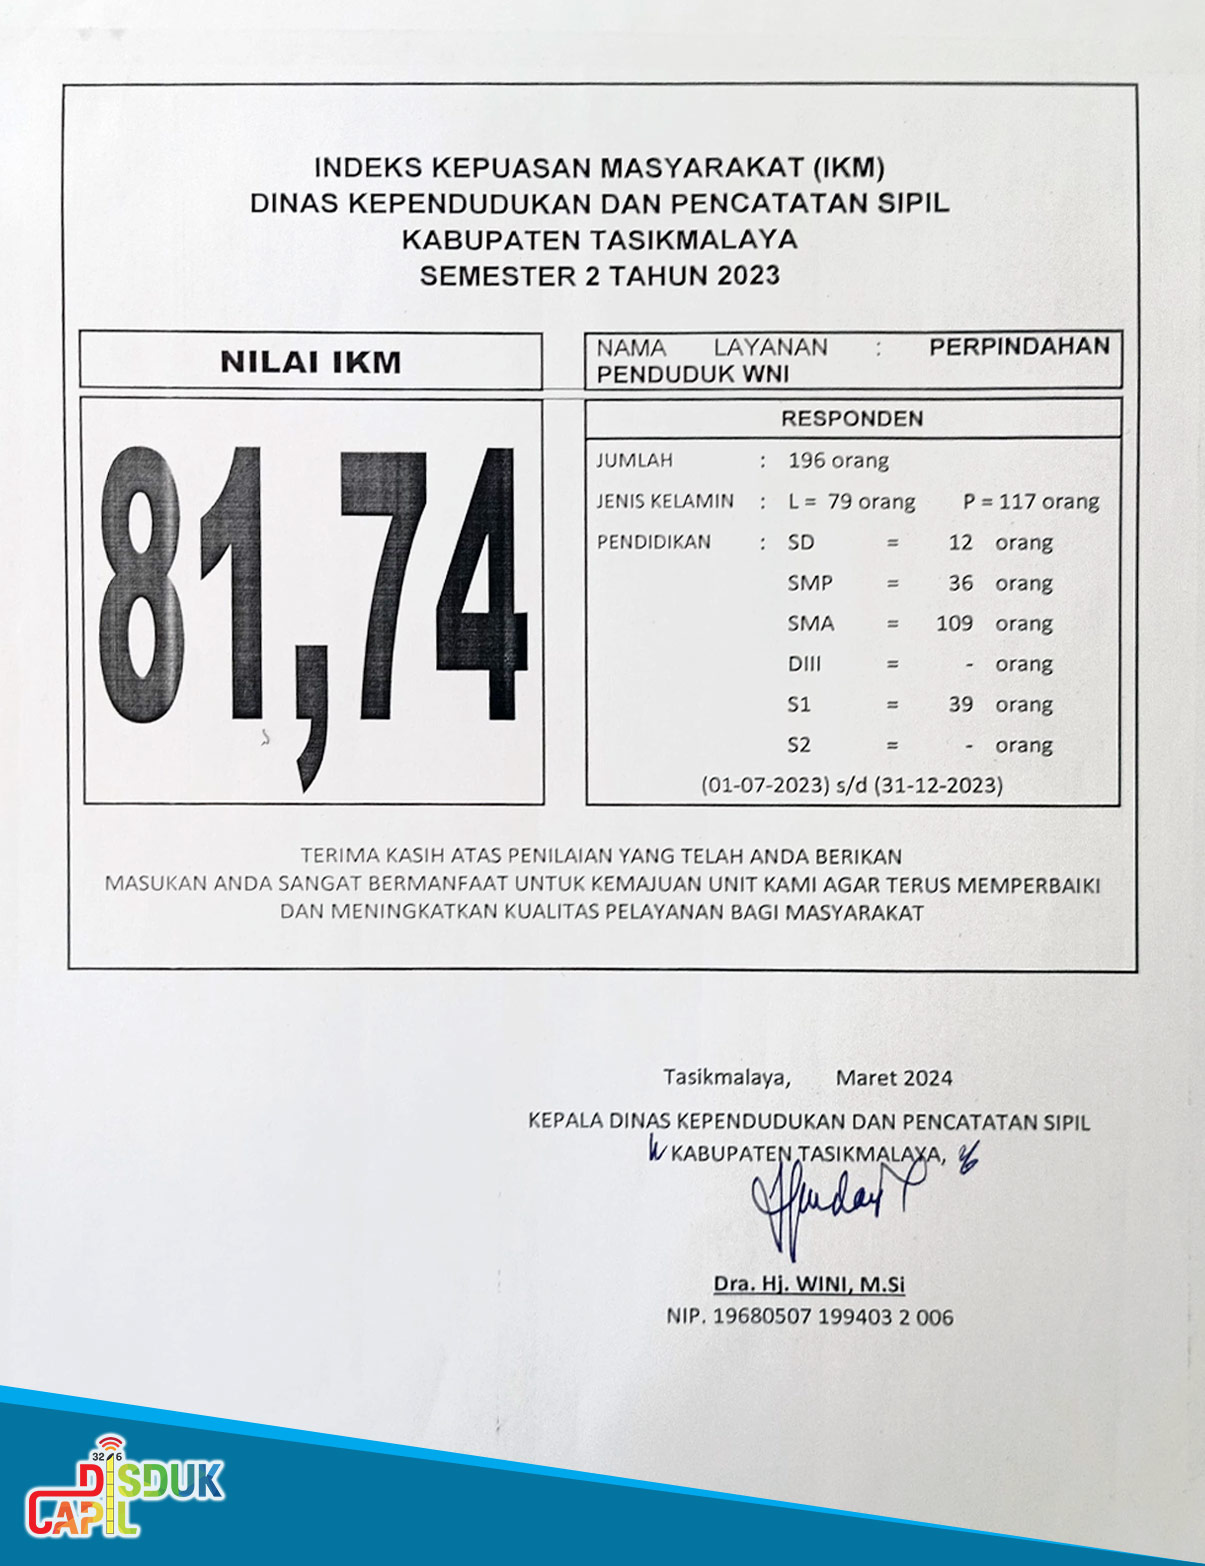 INDEKS KEPUASAN MASYARAKAT (IKM)
DINAS KEPENDUDUKAN DAN PENCATATAN SIPIL
KABUPATEN TASIKMALAYA
SEMESTER 2 TAHUN 2023
NILAI IKM
81,74
NAMA LAYANAN : PERPINDAHAN
PENDUDUK WNI
RESPONDEN
JUMLAH : 196 orang
JENIS KELAMIN : L = 79 orang P = 117 orang
PENDIDIKAN : SD = 12 orang
SMP = 36 orang
SMA = 109 orang
DIII = - orang
S1 = 39 orang
S2 = - orang
(01-07-2023) s/d (31-12-2023)
TERIMA KASIH ATAS PENILAIAN YANG TELAH ANDA BERIKAN
MASUKAN ANDA SANGAT BERMANFAAT UNTUK KEMAJUAN UNIT KAMI AGAR TERUS MEMPERBAIKI
DAN MENINGKATKAN KUALITAS PELAYANAN BAGI MASYARAKAT
Tasikmalaya, Maret 2024
KEPALA DINAS KEPENDUDUKAN DAN PENCATATAN SIPIL
KABUPATEN TASIKMALAYA,
Dra. Hj. WINI, M.Si
NIP. 19680507 199403 2 006
32 6
DISDUK
CAPIL